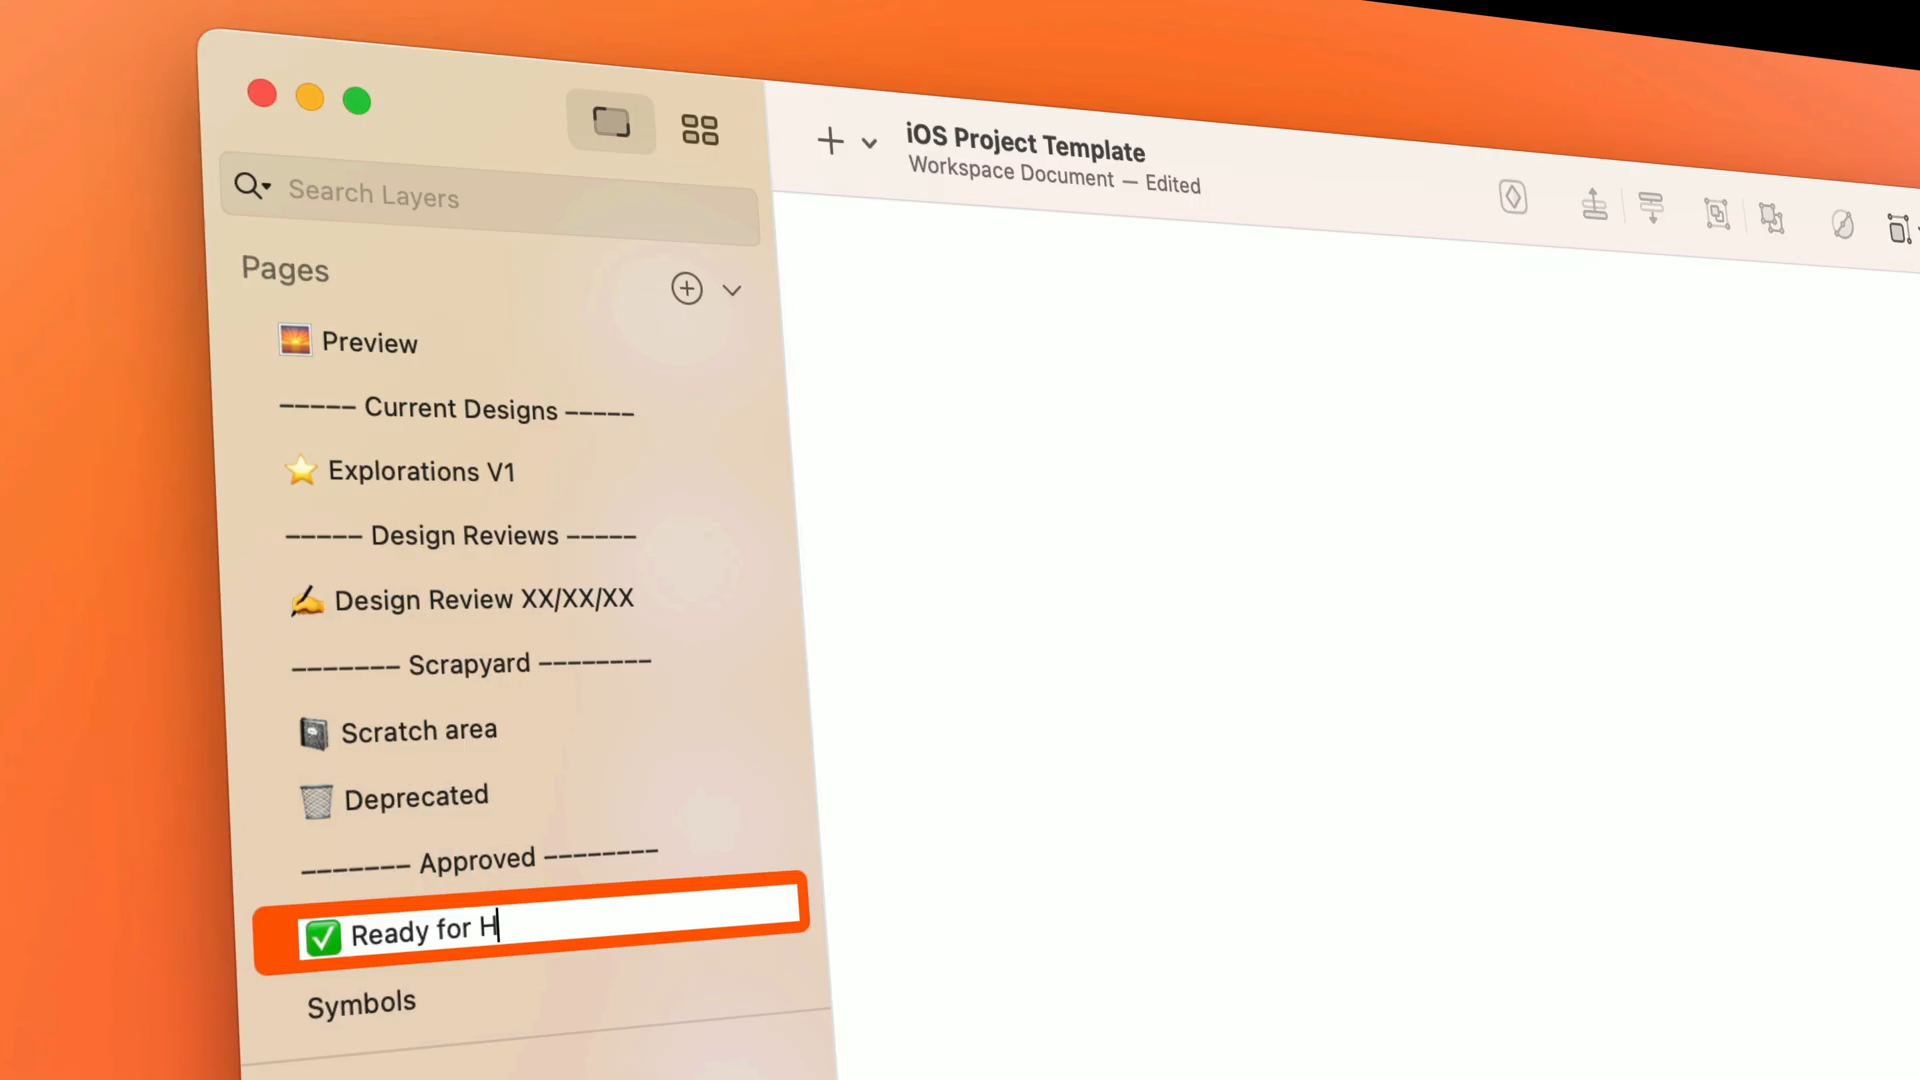 iOS Project Template
Workspace Document — Edited
Search Layers
Pages
Preview
----- Current Designs -----
⭐ Explorations V1
----- Design Reviews -----
✍️ Design Review XX/XX/XX
------- Scrapyard --------
Scratch area
🗑️ Deprecated
------- Approved --------
✅ Ready for H
Symbols